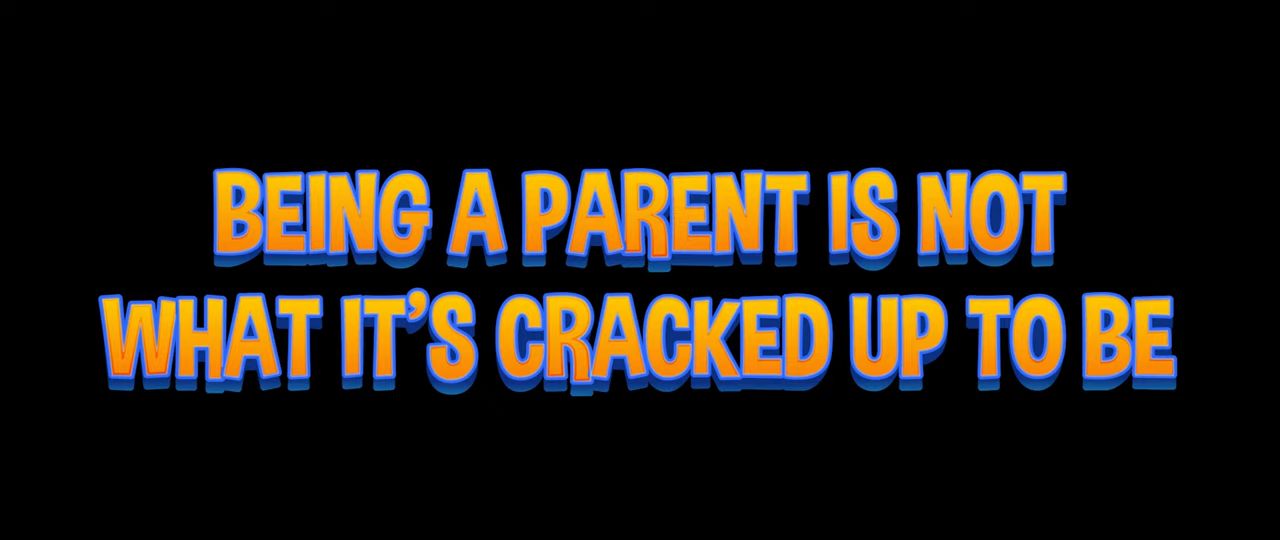 BEING A PARENT IS NOT
WHAT IT’S CRACKED UP TO BE